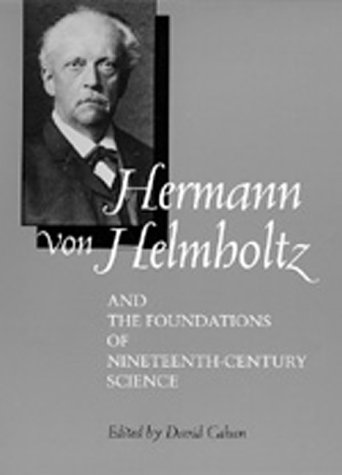 Hermann
von Helmholtz
AND
THE FOUNDATIONS
OF
NINETEENTH-CENTURY
SCIENCE
Edited by David Cahan